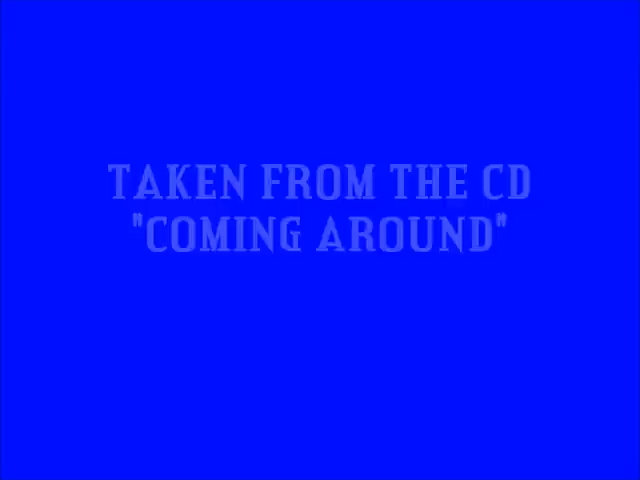 TAKEN FROM THE CD
"COMING AROUND"